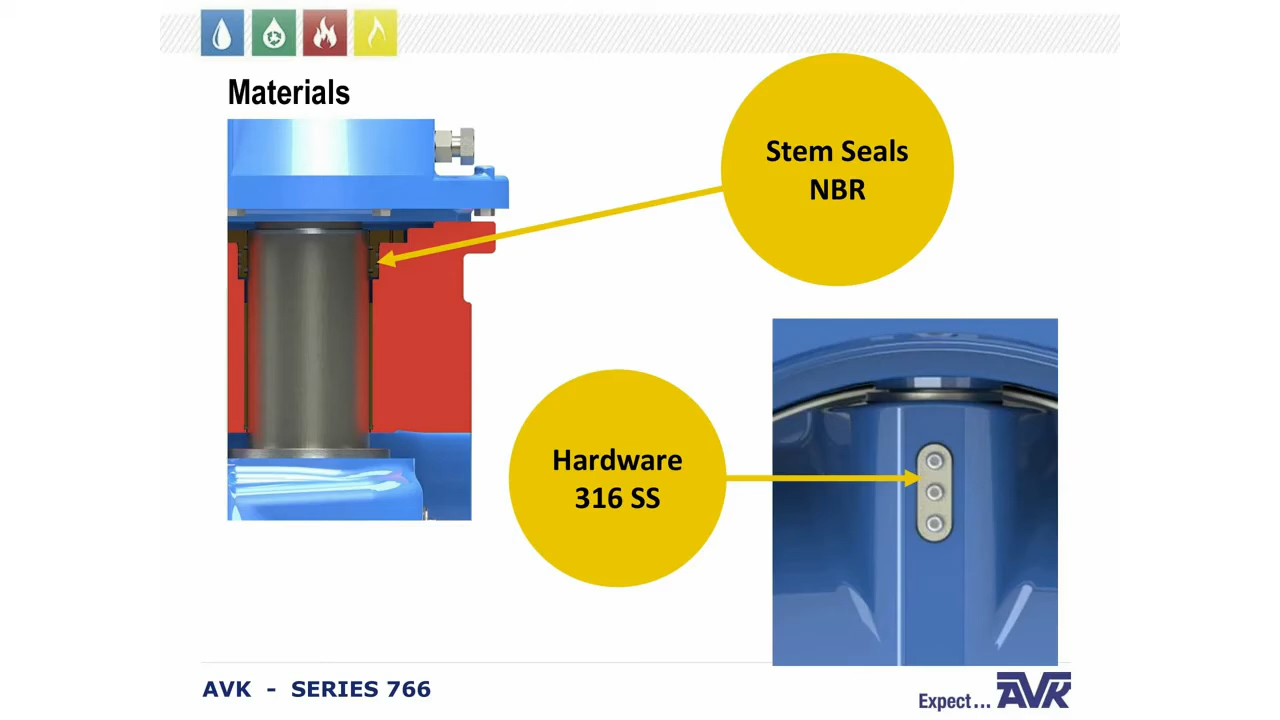 Materials
Stem Seals
NBR
Hardware
316 SS
AVK - SERIES 766
Expect... AVK